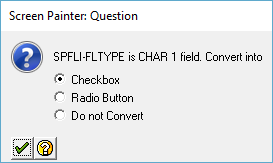 Screen Painter: Question
SPFLI-FLTYPE is CHAR 1 field. Convert into
Checkbox
Radio Button
Do not Convert